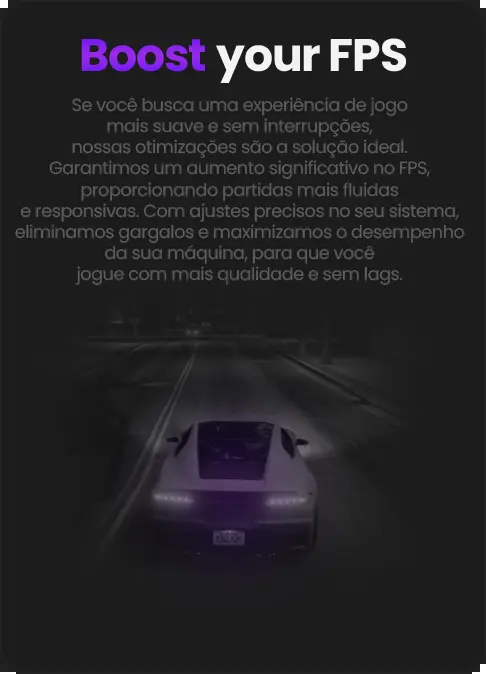 Boost your FPS
Se você busca uma experiência de jogo
mais suave e sem interrupções,
nossas otimizações são a solução ideal.
Garantimos um aumento significativo no FPS,
proporcionando partidas mais fluidas
e responsivas. Com ajustes precisos no seu sistema,
eliminamos gargalos e maximizamos o desempenho
da sua máquina, para que você
jogue com mais qualidade e sem lags.